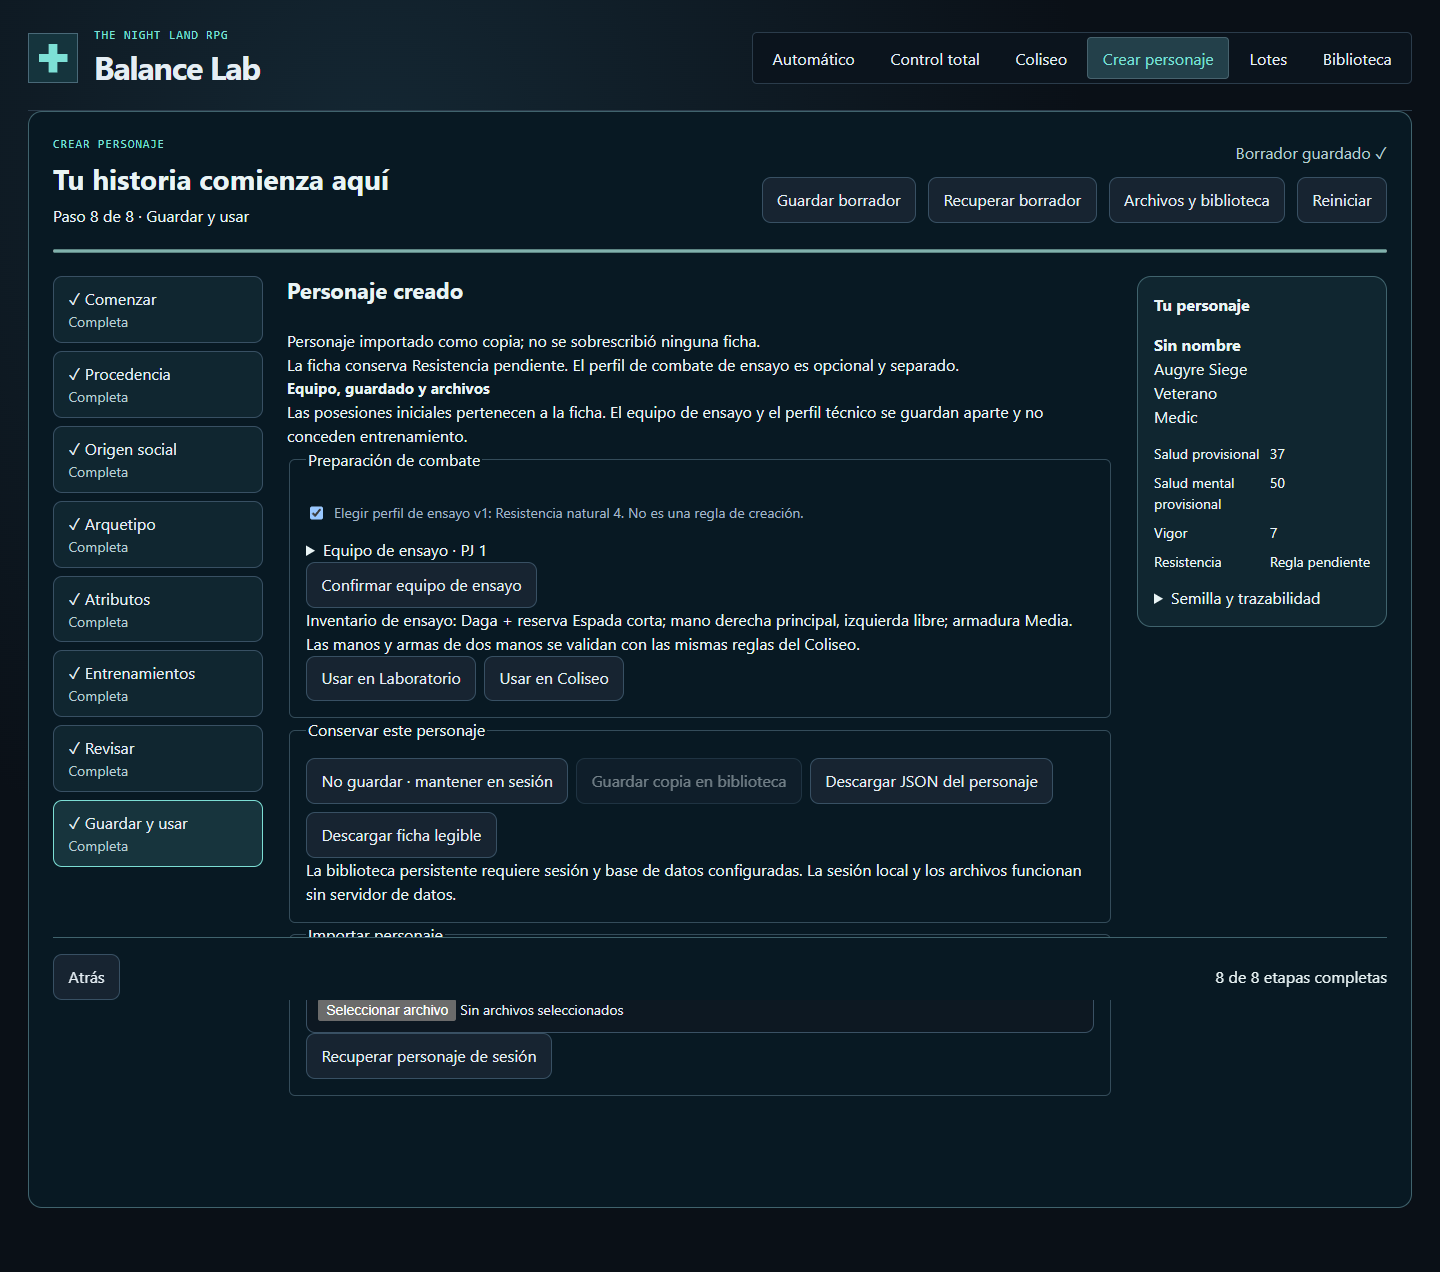 THE NIGHT LAND RPG
Balance Lab
Automático
Control total
Coliseo
Crear personaje
Lotes
Biblioteca
CREAR PERSONAJE
Tu historia comienza aquí
Paso 8 de 8 · Guardar y usar
Borrador guardado ✓
Guardar borrador
Recuperar borrador
Archivos y biblioteca
Reiniciar
✓ Comenzar
Completa
✓ Procedencia
Completa
✓ Origen social
Completa
✓ Arquetipo
Completa
✓ Atributos
Completa
✓ Entrenamientos
Completa
✓ Revisar
Completa
✓ Guardar y usar
Completa
Personaje creado
Personaje importado como copia; no se sobrescribió ninguna ficha.
La ficha conserva Resistencia pendiente. El perfil de combate de ensayo es opcional y separado.
Equipo, guardado y archivos
Las posesiones iniciales pertenecen a la ficha. El equipo de ensayo y el perfil técnico se guardan aparte y no
conceden entrenamiento.
Preparación de combate
Elegir perfil de ensayo v1: Resistencia natural 4. No es una regla de creación.
▶ Equipo de ensayo · PJ 1
Confirmar equipo de ensayo
Inventario de ensayo: Daga + reserva Espada corta; mano derecha principal, izquierda libre; armadura Media.
Las manos y armas de dos manos se validan con las mismas reglas del Coliseo.
Usar en Laboratorio
Usar en Coliseo
Conservar este personaje
No guardar · mantener en sesión
Guardar copia en biblioteca
Descargar JSON del personaje
Descargar ficha legible
La biblioteca persistente requiere sesión y base de datos configuradas. La sesión local y los archivos funcionan
sin servidor de datos.
Importar personaje
Seleccionar archivo
Sin archivos seleccionados
Recuperar personaje de sesión
Atrás
8 de 8 etapas completas
Tu personaje
Sin nombre
Augyre Siege
Veterano
Medic
Salud provisional 37
Salud mental 50
provisional
Vigor 7
Resistencia Regla pendiente
▶ Semilla y trazabilidad